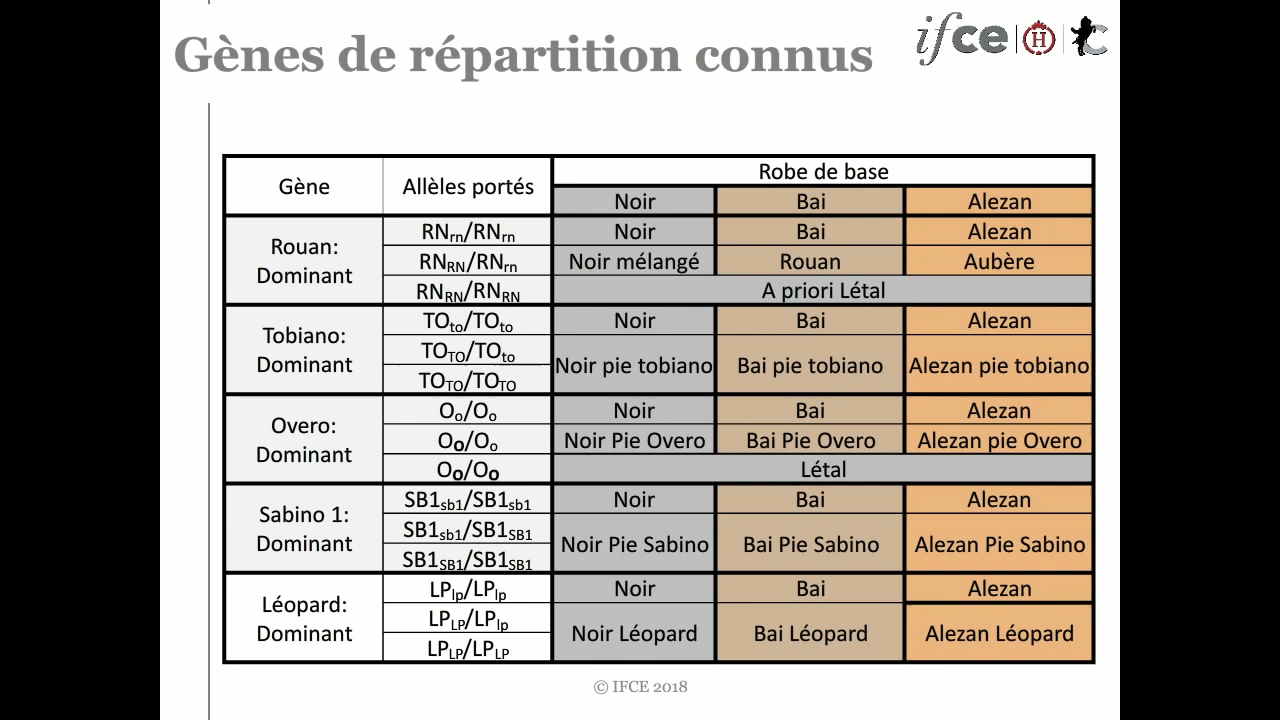 Gènes de répartition connus
ifce | H | C
Gène Allèles portés Robe de base
Noir Bai Alezan
Rouan: Dominant
RNrn/RNrn Noir Bai Alezan
RNRN/RNrn Noir mélangé Rouan Aubère
RNRN/RNRN A priori Létal
Tobiano: Dominant
TOto/TOto Noir Bai Alezan
TOTO/TOto Noir pie tobiano Bai pie tobiano Alezan pie tobiano
TOTO/TOTO
Overo: Dominant
Oo/Oo Noir Bai Alezan
Oo/Oo Noir Pie Overo Bai Pie Overo Alezan pie Overo
Oo/Oo Létal
Sabino 1: Dominant
SB1sb1/SB1sb1 Noir Bai Alezan
SB1sb1/SB1SB1 Noir Pie Sabino Bai Pie Sabino Alezan Pie Sabino
SB1SB1/SB1SB1
Léopard: Dominant
LPlp/LPlp Noir Bai Alezan
LPLP/LPlp Noir Léopard Bai Léopard Alezan Léopard
LPLP/LPLP
© IFCE 2018